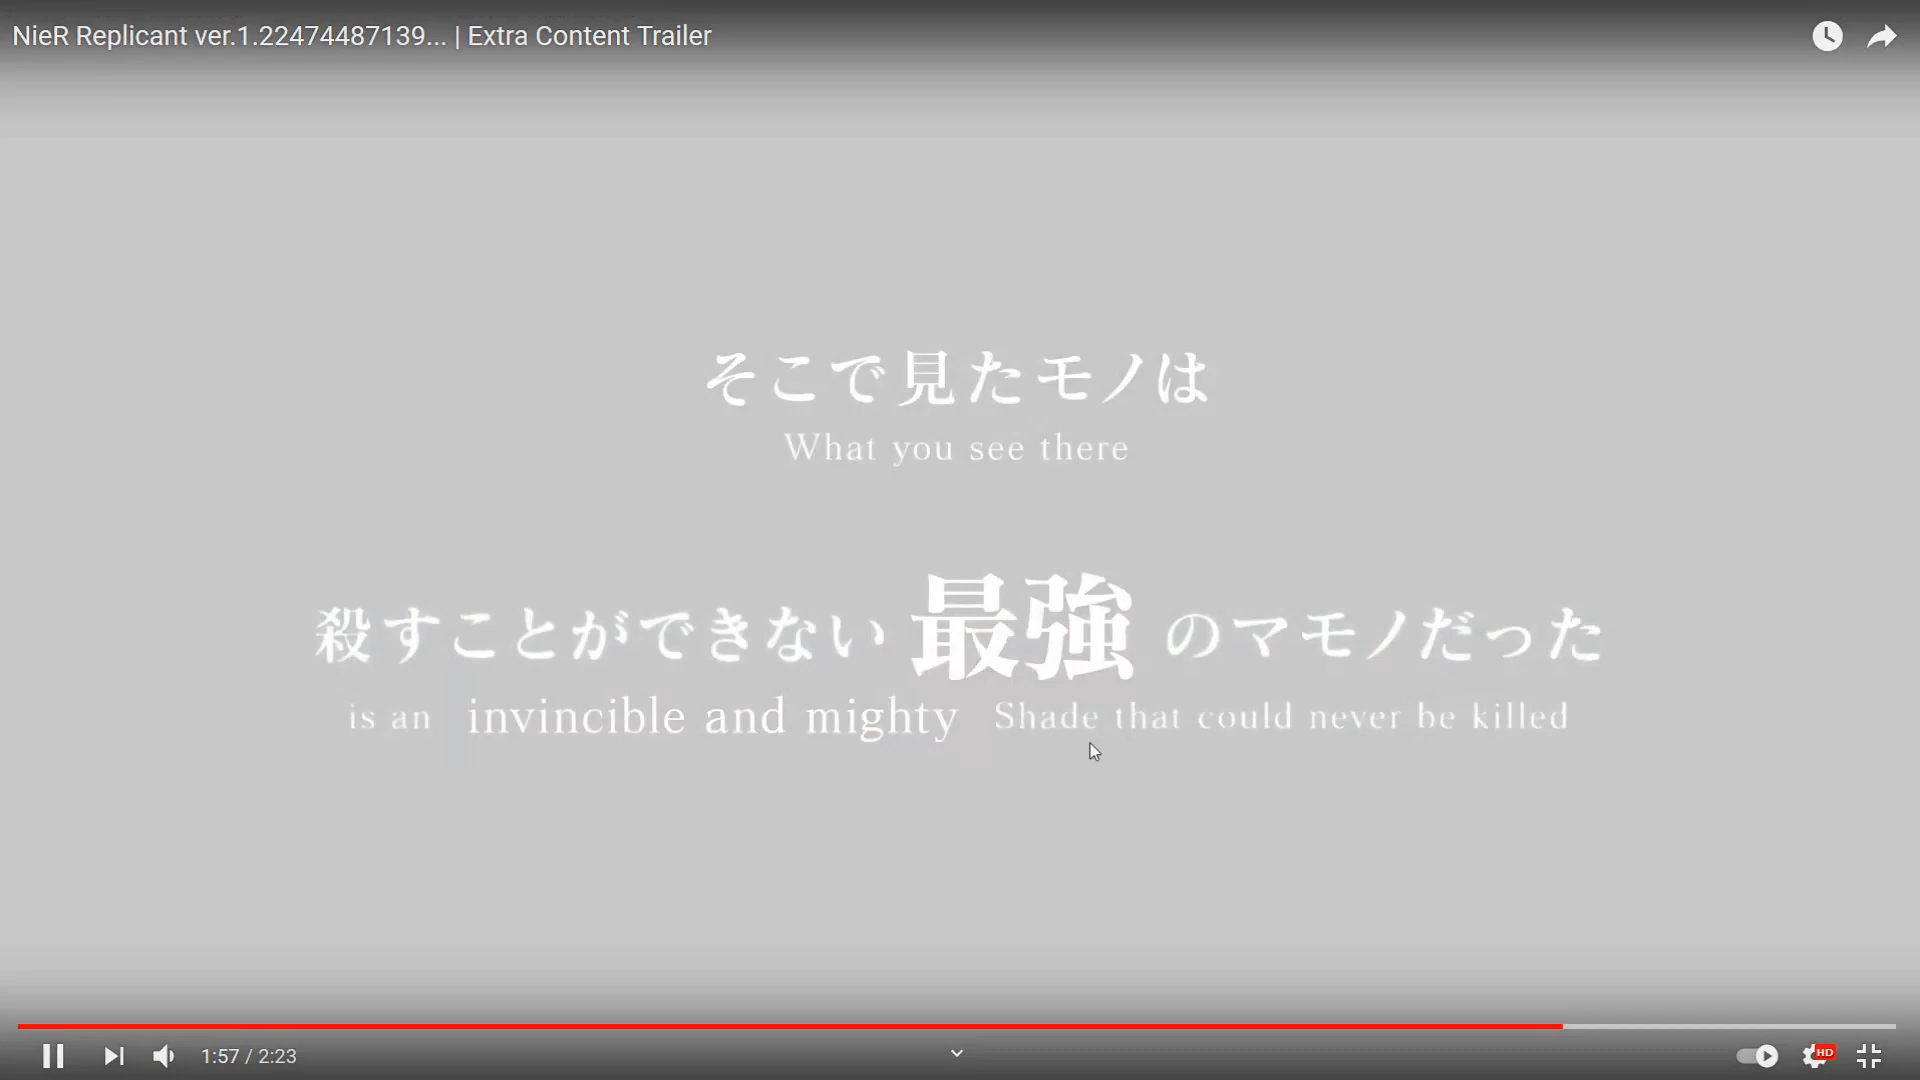 NieR Replicant ver.1.22474487139... | Extra Content Trailer
そこで見たモノは
What you see there
殺すことができない 最強 のマモノだった
is an invincible and mighty Shade that could never be killed
1:57 / 2:23
HD